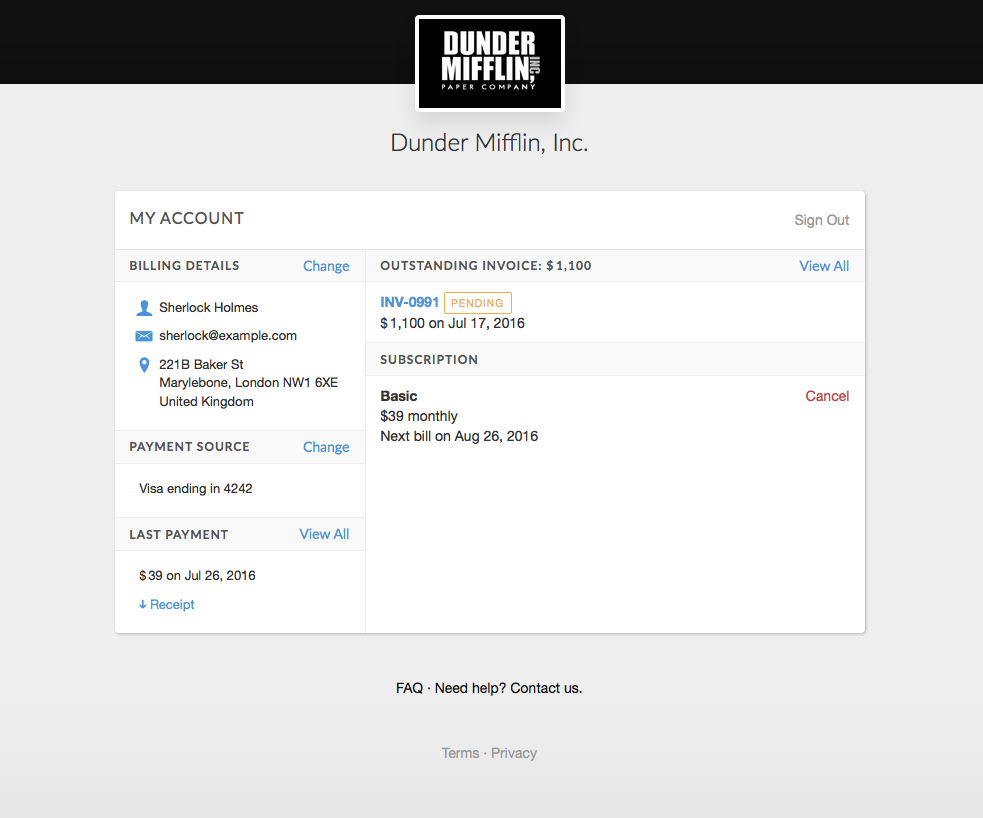 DUNDER
MIFFLIN, INC
PAPER COMPANY
Dunder Mifflin, Inc.
MY ACCOUNT
Sign Out
BILLING DETAILS
Change
Sherlock Holmes
sherlock@example.com
221B Baker St
Marylebone, London NW1 6XE
United Kingdom
PAYMENT SOURCE
Change
Visa ending in 4242
LAST PAYMENT
View All
$39 on Jul 26, 2016
↓ Receipt
OUTSTANDING INVOICE: $1,100
View All
INV-0991 PENDING
$1,100 on Jul 17, 2016
SUBSCRIPTION
Basic
Cancel
$39 monthly
Next bill on Aug 26, 2016
FAQ · Need help? Contact us.
Terms · Privacy